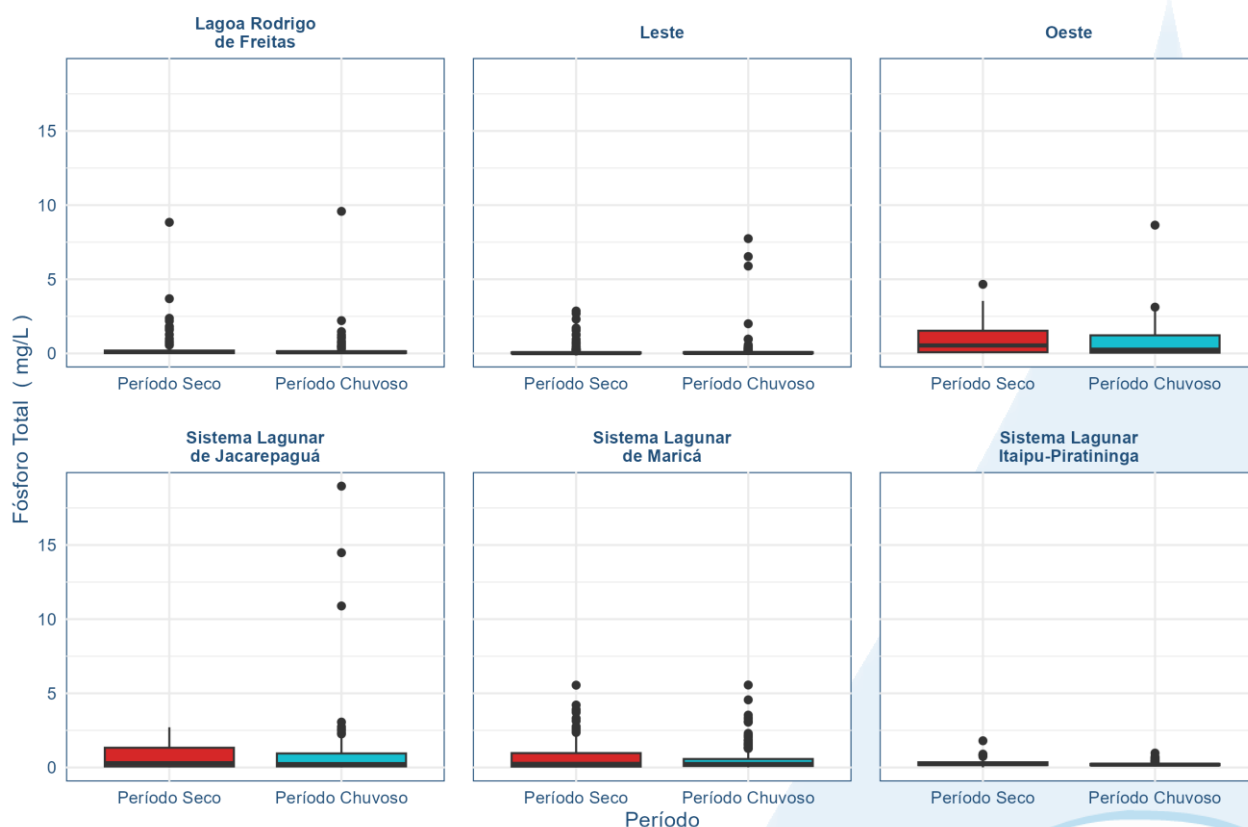 Lagoa Rodrigo
de Freitas
Leste
Oeste
15
10
5
0
Período Seco
Período Chuvoso
Período Seco
Período Chuvoso
Período Seco
Período Chuvoso
Fósforo Total ( mg/L )
Sistema Lagunar
de Jacarepaguá
Sistema Lagunar
de Maricá
Sistema Lagunar
Itaipu-Piratininga
15
10
5
0
Período Seco
Período Chuvoso
Período Seco
Período Chuvoso
Período Seco
Período Chuvoso
Período